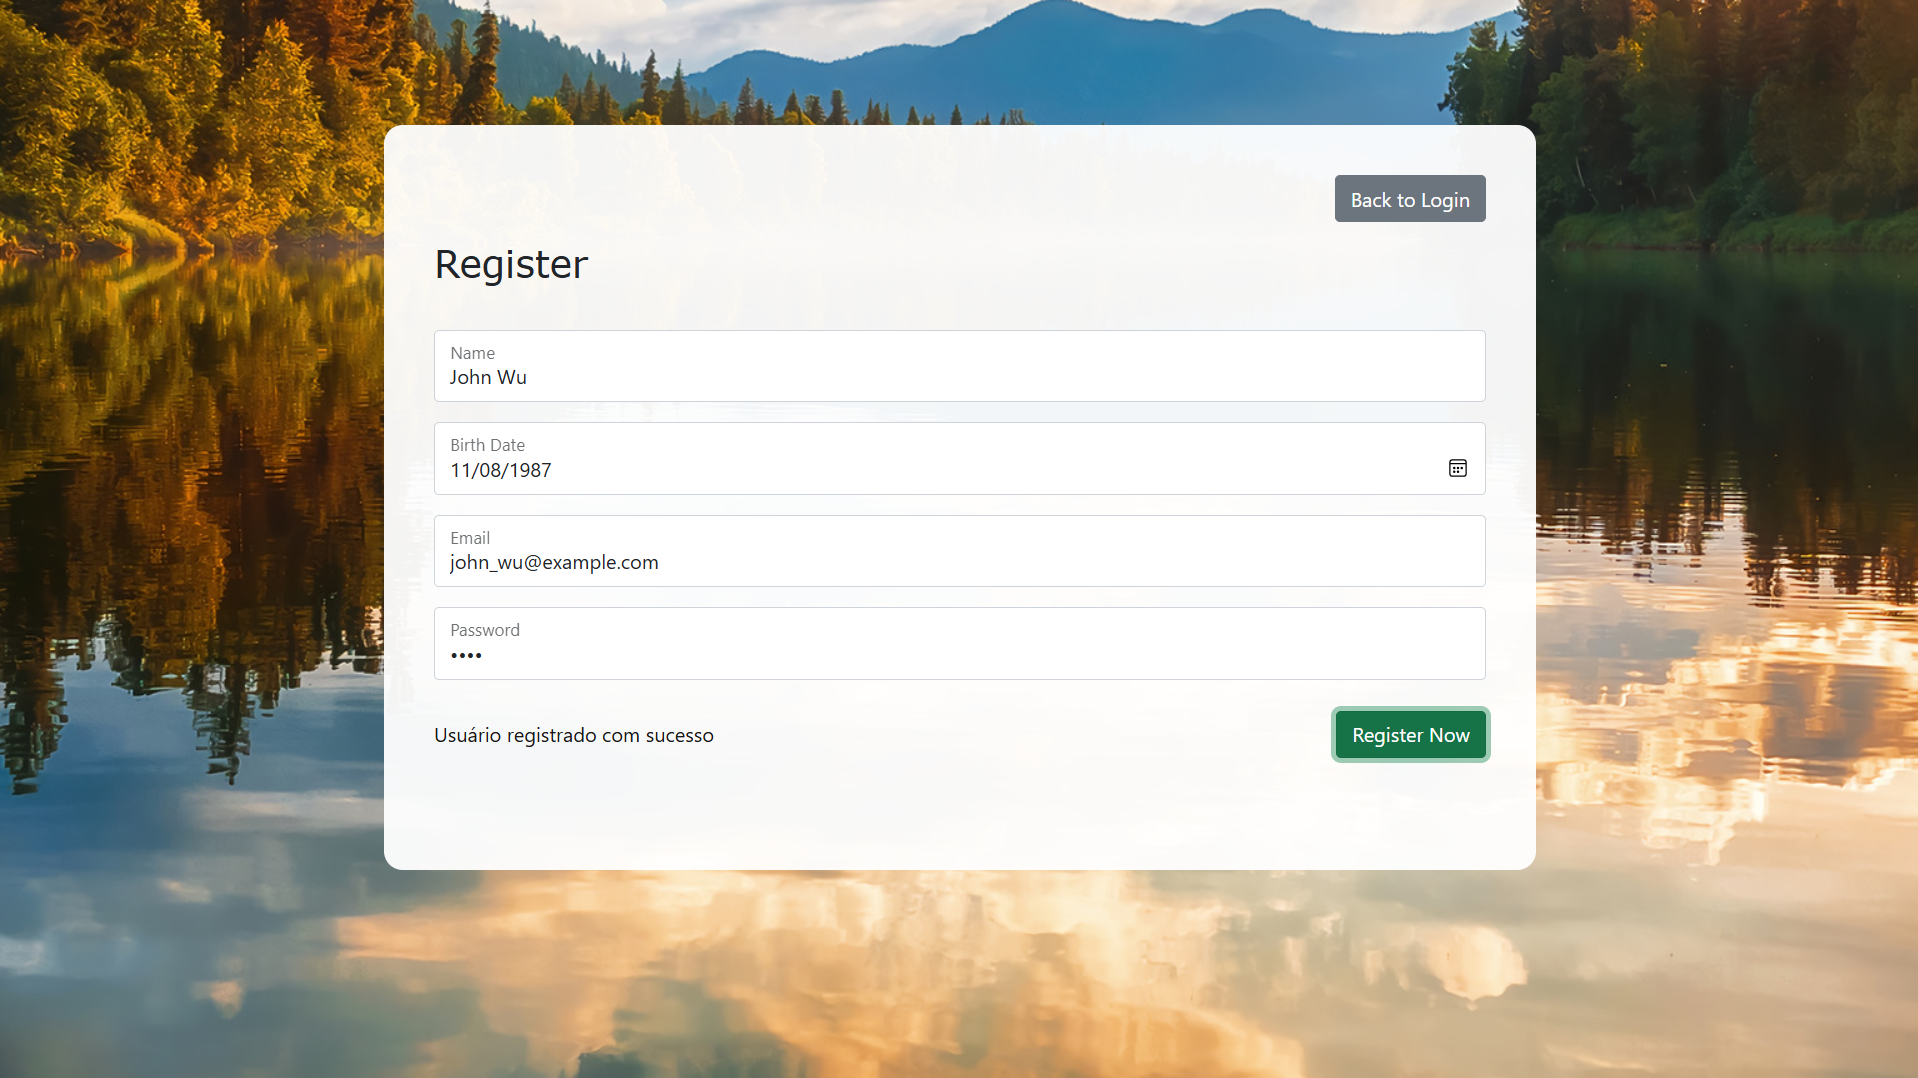 Back to Login
Register
Name
John Wu
Birth Date
11/08/1987
Email
john_wu@example.com
Password
••••
Usuário registrado com sucesso
Register Now